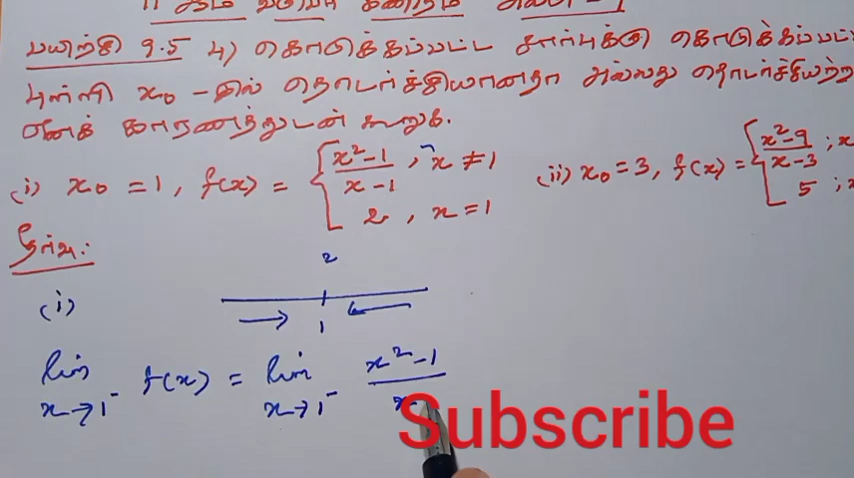 பயிற்சி 9.5 4) கொடுக்கப்பட்ட சார்புக்கு கொடுக்கப்பட்ட
புள்ளி x₀ -இல் தொடர்ச்சியானதா அல்லது தொடர்ச்சியற்ற
எனக் காரணத்துடன் கூறுக.
(i) x₀ = 1, f(x) = { (x²-1)/(x-1) , x ≠ 1
2 , x = 1
(ii) x₀ = 3, f(x) = { (x²-9)/(x-3) ; x
5 ;
தீர்வு:
2
(i)
1
lim x→1⁻ f(x) = lim x→1⁻ x²-1
x
Subscribe